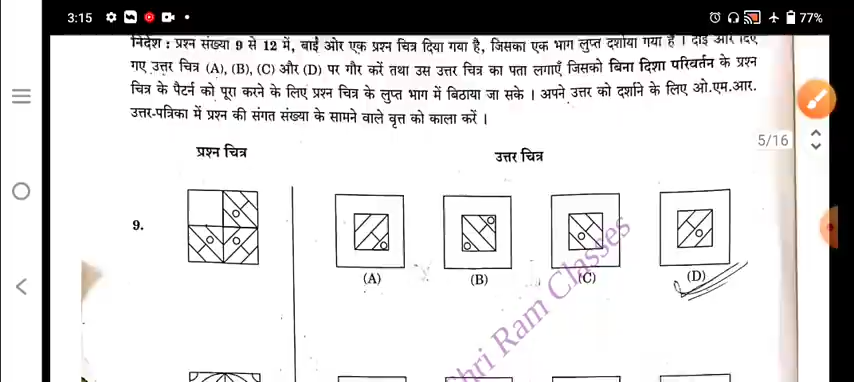 3:15
77%
निर्देश : प्रश्न संख्या 9 से 12 में, बाईं ओर एक प्रश्न चित्र दिया गया है, जिसका एक भाग लुप्त दर्शाया गया है । दाईं ओर दिए
गए उत्तर चित्र (A), (B), (C) और (D) पर गौर करें तथा उस उत्तर चित्र का पता लगाएँ जिसको बिना दिशा परिवर्तन के प्रश्न
चित्र के पैटर्न को पूरा करने के लिए प्रश्न चित्र के लुप्त भाग में बिठाया जा सके । अपने उत्तर को दर्शाने के लिए ओ.एम.आर.
उत्तर-पत्रिका में प्रश्न की संगत संख्या के सामने वाले वृत्त को काला करें ।
5/16
प्रश्न चित्र उत्तर चित्र
9.
(A) (B) (C) (D)
Shri Ram Classes